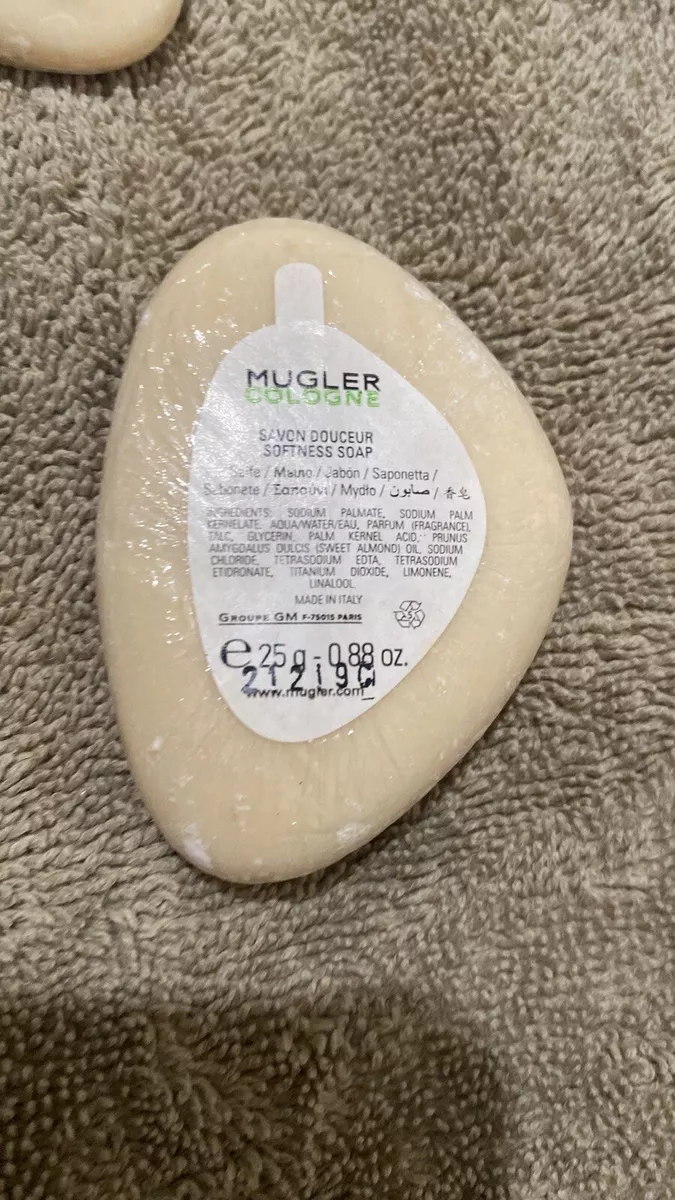 MUGLER
COLOGNE
SAVON DOUCEUR
SOFTNESS SOAP
Seife / Мыло / Jabón / Saponetta /
Sabonete / Σαπούνι / Mydło / صابون / 香皂
INGREDIENTS: SODIUM PALMATE, SODIUM PALM
KERNELATE, AQUA/WATER/EAU, PARFUM (FRAGRANCE),
TALC, GLYCERIN, PALM KERNEL ACID, PRUNUS
AMYGDALUS DULCIS (SWEET ALMOND) OIL, SODIUM
CHLORIDE, TETRASODIUM EDTA, TETRASODIUM
ETIDRONATE, TITANIUM DIOXIDE, LIMONENE,
LINALOOL.
MADE IN ITALY
GROUPE GM F-75015 PARIS
e 25 g - 0.88 oz.
www.mugler.com